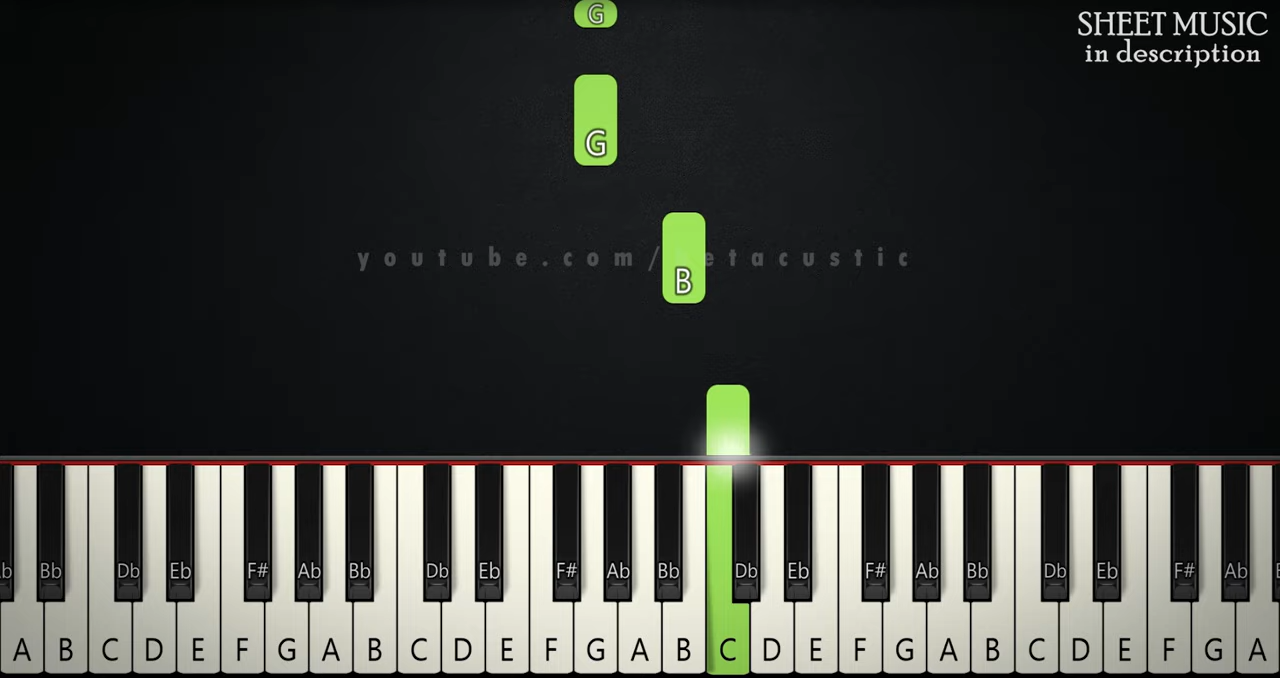 G
SHEET MUSIC
in description
G
youtube.com/ etacustic
B
Bb Db Eb F# Ab Bb Db Eb F# Ab Bb Db Eb F# Ab Bb Db Eb F# Ab
A B C D E F G A B C D E F G A B C D E F G A B C D E F G A